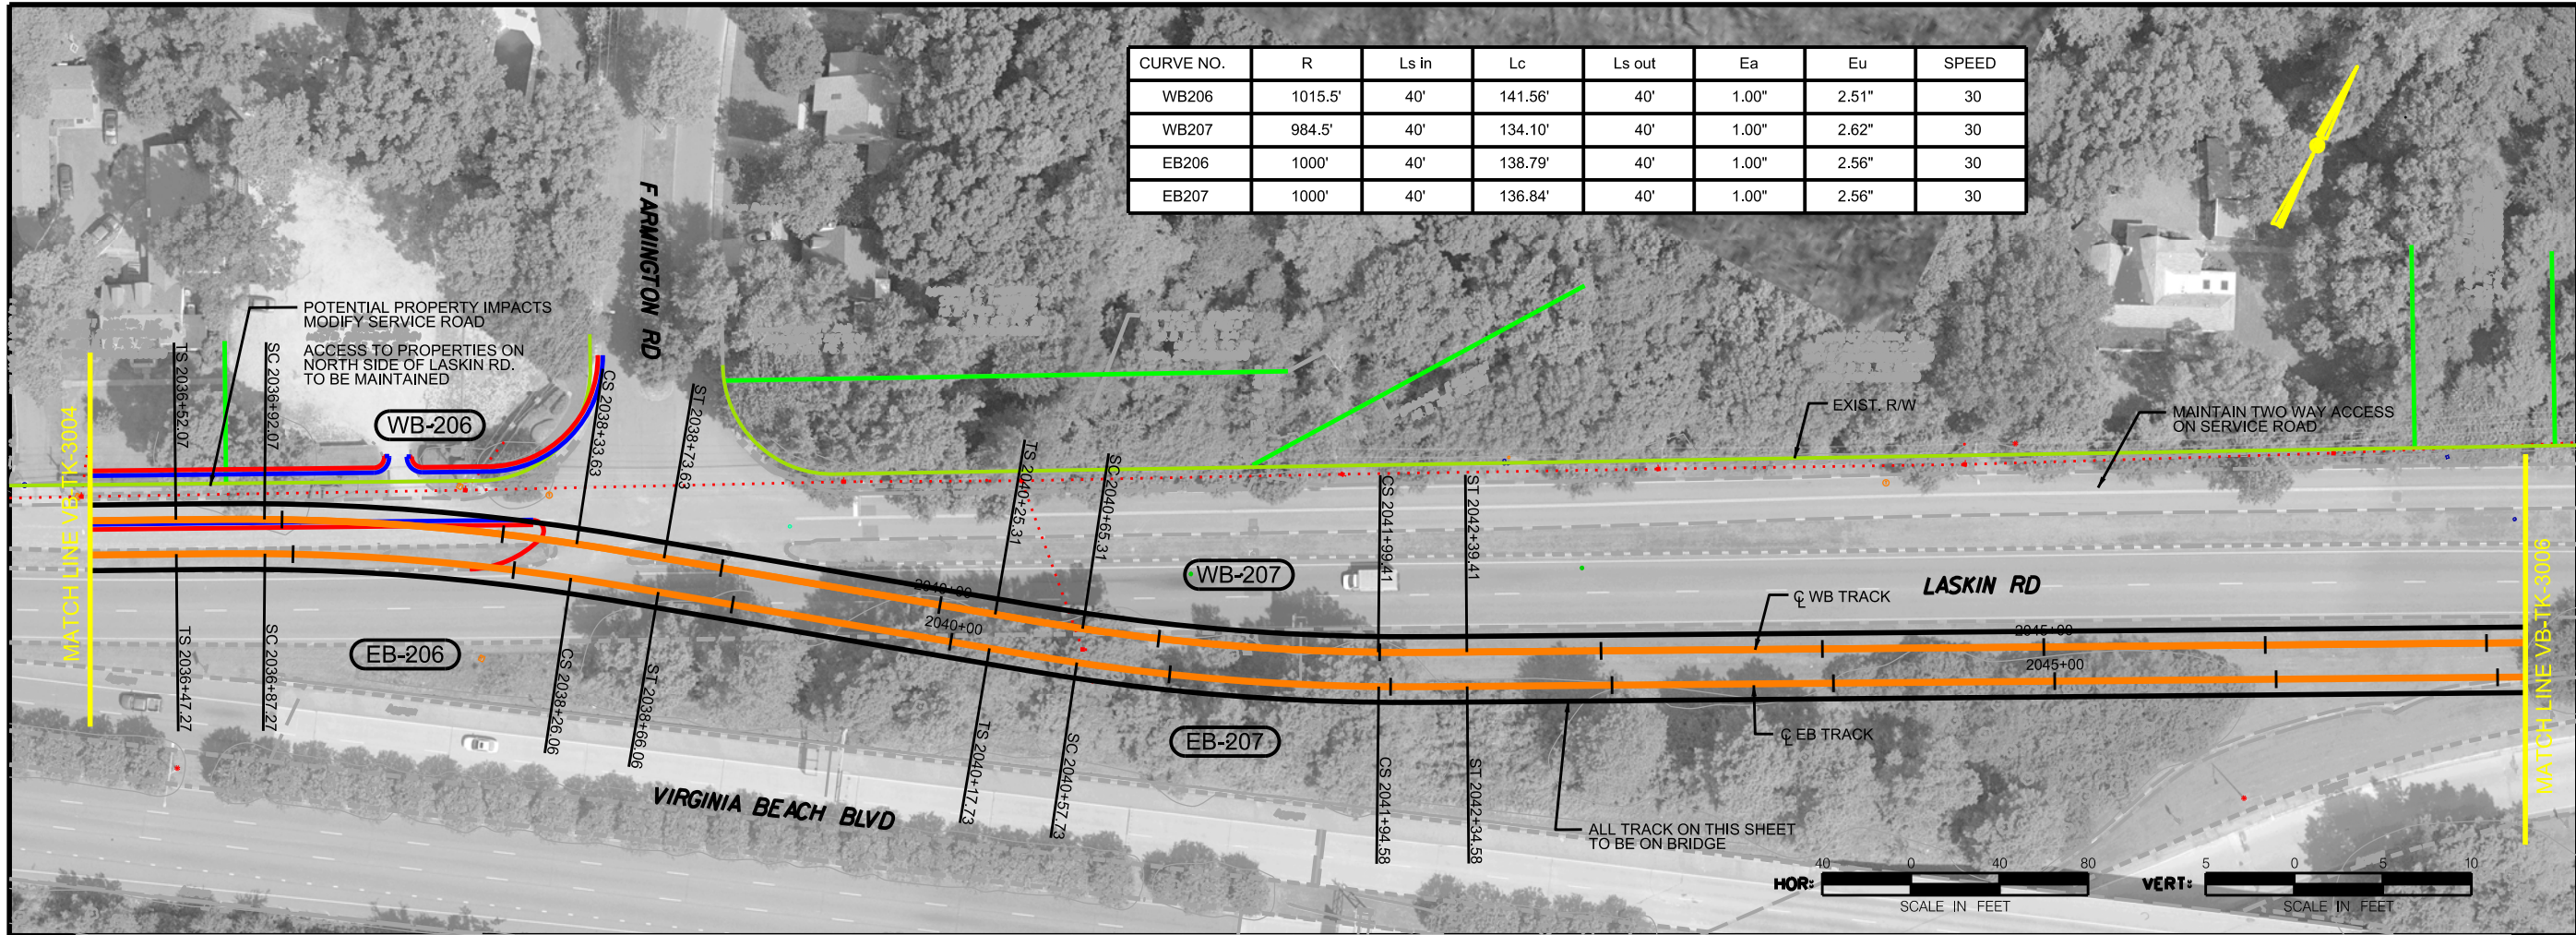 CURVE NO. R Ls in Lc Ls out Ea Eu SPEED
WB206 1015.5' 40' 141.56' 40' 1.00" 2.51" 30
WB207 984.5' 40' 134.10' 40' 1.00" 2.62" 30
EB206 1000' 40' 138.79' 40' 1.00" 2.56" 30
EB207 1000' 40' 136.84' 40' 1.00" 2.56" 30
FARMINGTON RD
POTENTIAL PROPERTY IMPACTS
MODIFY SERVICE ROAD
ACCESS TO PROPERTIES ON
NORTH SIDE OF LASKIN RD.
TO BE MAINTAINED
MATCH LINE VB-TK-3004
TS 2036+52.07
SC 2036+92.07
WB-206
CS 2038+33.63
ST 2038+73.63
TS 2040+25.31
SC 2040+65.31
CS 2041+99.41
ST 2042+39.41
EXIST. R/W
MAINTAIN TWO WAY ACCESS
ON SERVICE ROAD
WB-207
LASKIN RD
℄ WB TRACK
2040+00
2040+00
2045+00
2045+00
MATCH LINE VB-TK-3006
TS 2036+47.27
SC 2036+87.27
EB-206
CS 2038+26.06
ST 2038+66.06
TS 2040+17.73
SC 2040+57.73
EB-207
CS 2041+94.58
ST 2042+34.58
℄ EB TRACK
VIRGINIA BEACH BLVD
ALL TRACK ON THIS SHEET
TO BE ON BRIDGE
40 0 40 80
HOR:
SCALE IN FEET
5 0 5 10
VERT:
SCALE IN FEET